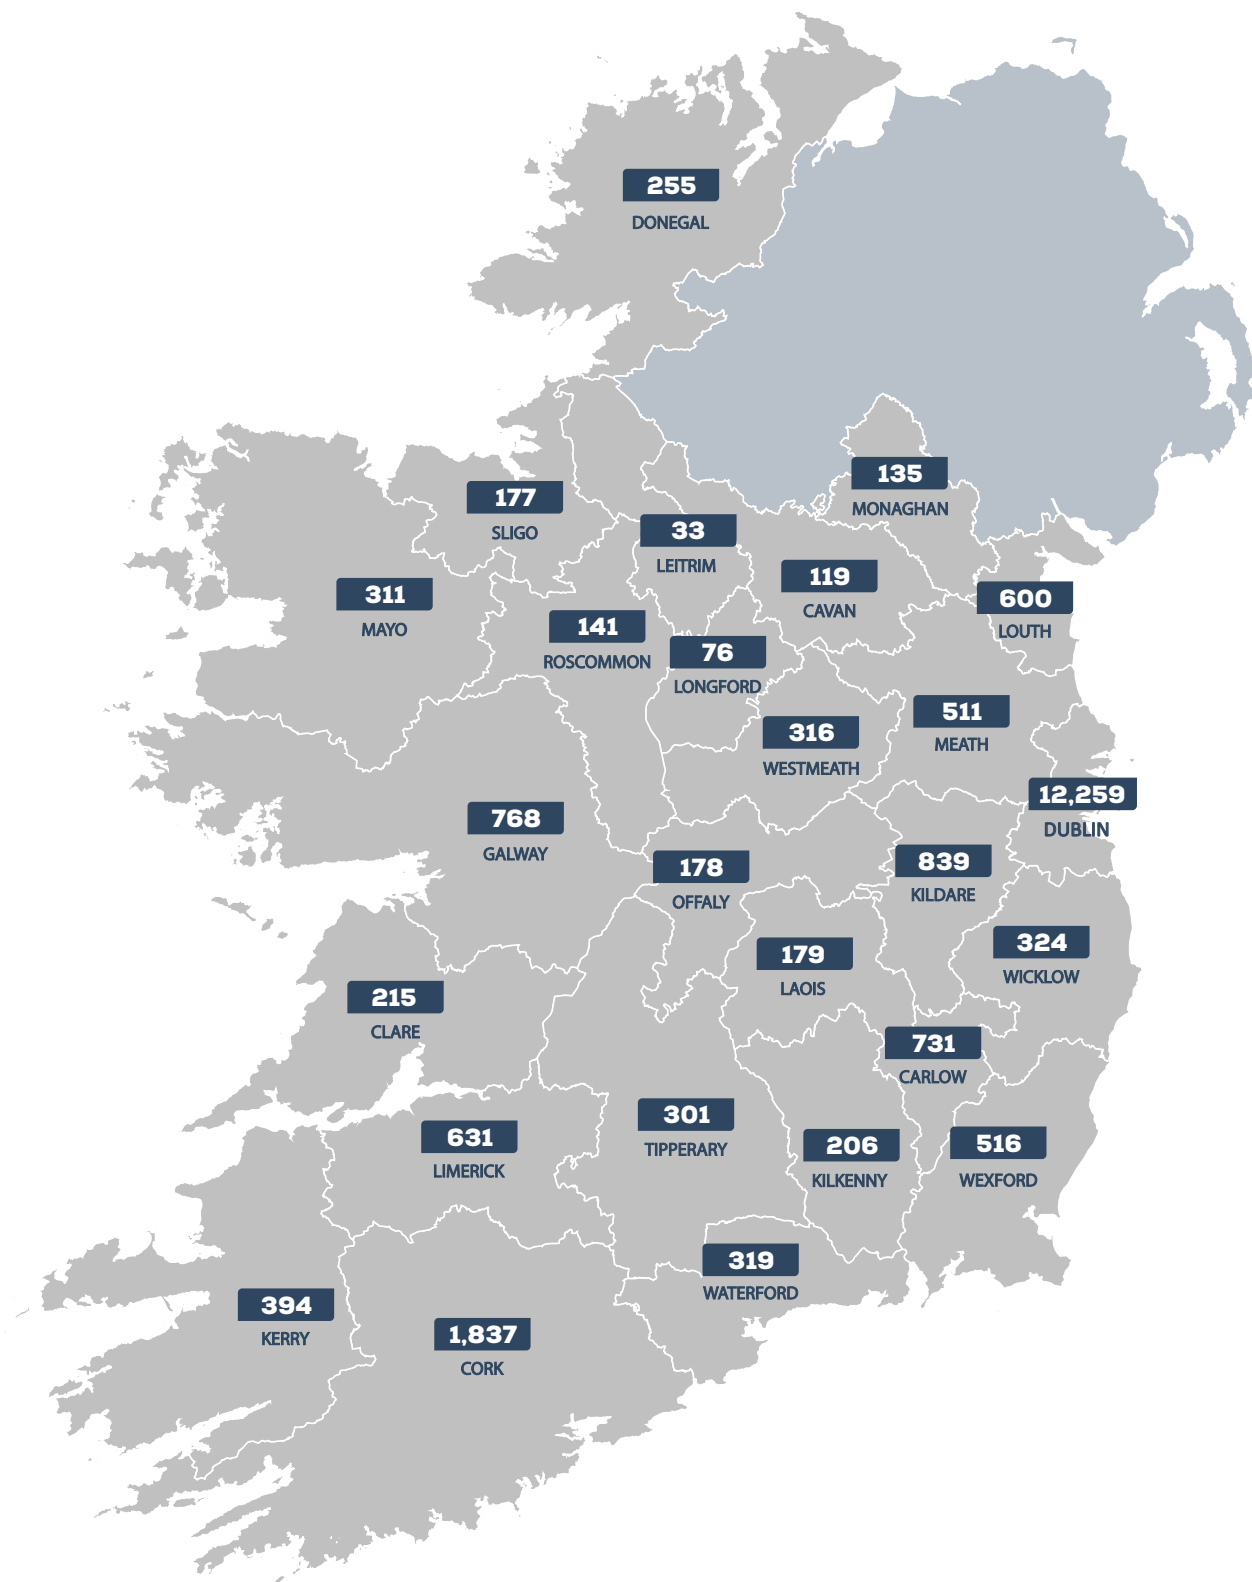 255
DONEGAL
135
MONAGHAN
177
SLIGO
33
LEITRIM
119
CAVAN
311
MAYO
600
LOUTH
141
ROSCOMMON
76
LONGFORD
511
MEATH
316
WESTMEATH
12,259
DUBLIN
768
GALWAY
178
OFFALY
839
KILDARE
324
WICKLOW
179
LAOIS
215
CLARE
731
CARLOW
301
TIPPERARY
631
LIMERICK
206
KILKENNY
516
WEXFORD
319
WATERFORD
394
KERRY
1,837
CORK